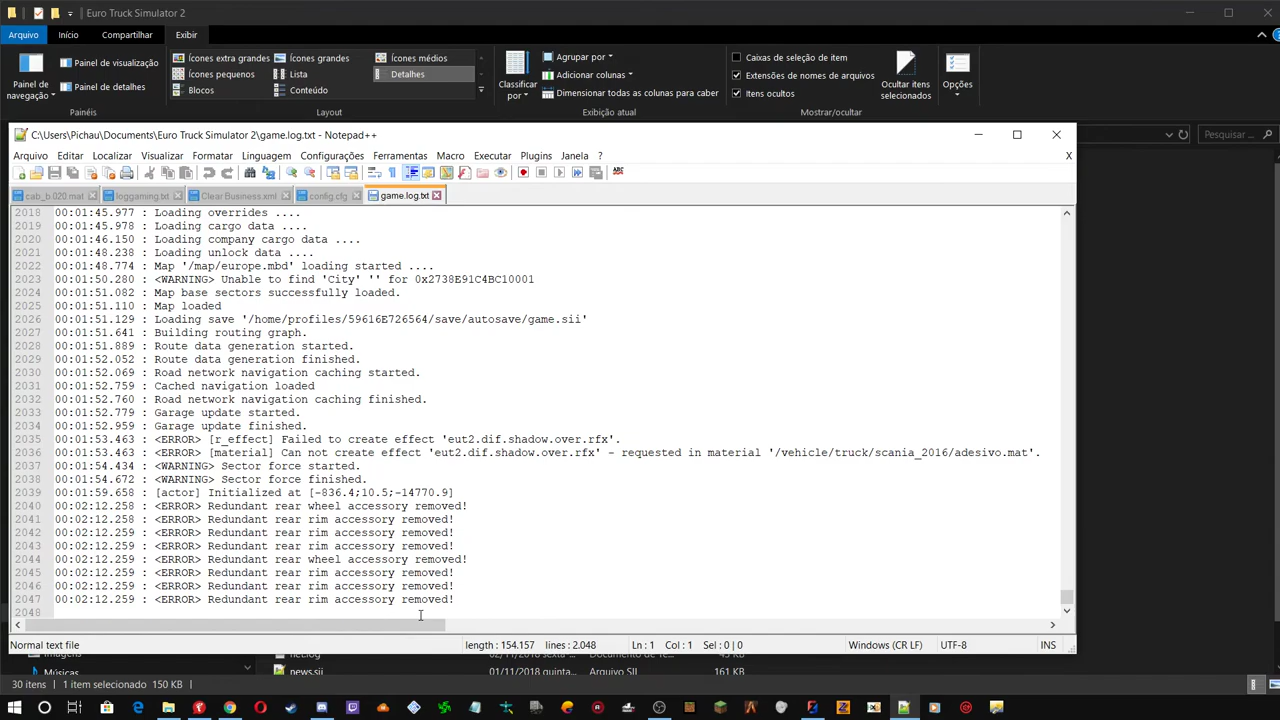 Euro Truck Simulator 2
Arquivo Início Compartilhar Exibir
Painel de navegação
Painel de visualização
Painel de detalhes
Painéis
Ícones extra grandes Ícones grandes Ícones médios
Ícones pequenos Lista Detalhes
Blocos Conteúdo
Layout
Classificar por
Agrupar por
Adicionar colunas
Dimensionar todas as colunas para caber
Exibição atual
Caixas de seleção de item
Extensões de nomes de arquivos
Itens ocultos
Ocultar itens selecionados
Mostrar/ocultar
Opções
Pesquisar ...
C:\Users\Pichau\Documents\Euro Truck Simulator 2\game.log.txt - Notepad++
Arquivo Editar Localizar Visualizar Formatar Linguagem Configurações Ferramentas Macro Executar Plugins Janela ? X
cab_b.020.mat loggaming.txt Clear Business.xml config.cfg game.log.txt
2018 00:01:45.977 : Loading overrides ....
2019 00:01:45.978 : Loading cargo data ....
2020 00:01:46.150 : Loading company cargo data ....
2021 00:01:48.238 : Loading unlock data ....
2022 00:01:48.774 : Map '/map/europe.mbd' loading started ....
2023 00:01:50.280 : <WARNING> Unable to find 'City' '' for 0x2738E91C4BC10001
2024 00:01:51.082 : Map base sectors successfully loaded.
2025 00:01:51.110 : Map loaded
2026 00:01:51.129 : Loading save '/home/profiles/59616E726564/save/autosave/game.sii'
2027 00:01:51.641 : Building routing graph.
2028 00:01:51.889 : Route data generation started.
2029 00:01:52.052 : Route data generation finished.
2030 00:01:52.069 : Road network navigation caching started.
2031 00:01:52.759 : Cached navigation loaded
2032 00:01:52.760 : Road network navigation caching finished.
2033 00:01:52.779 : Garage update started.
2034 00:01:52.959 : Garage update finished.
2035 00:01:53.463 : <ERROR> [r_effect] Failed to create effect 'eut2.dif.shadow.over.rfx'.
2036 00:01:53.463 : <ERROR> [material] Can not create effect 'eut2.dif.shadow.over.rfx' - requested in material '/vehicle/truck/scania_2016/adesivo.mat'.
2037 00:01:54.434 : <WARNING> Sector force started.
2038 00:01:54.672 : <WARNING> Sector force finished.
2039 00:01:59.658 : [actor] Initialized at [-836.4;10.5;-14770.9]
2040 00:02:12.258 : <ERROR> Redundant rear wheel accessory removed!
2041 00:02:12.258 : <ERROR> Redundant rear rim accessory removed!
2042 00:02:12.259 : <ERROR> Redundant rear rim accessory removed!
2043 00:02:12.259 : <ERROR> Redundant rear rim accessory removed!
2044 00:02:12.259 : <ERROR> Redundant rear wheel accessory removed!
2045 00:02:12.259 : <ERROR> Redundant rear rim accessory removed!
2046 00:02:12.259 : <ERROR> Redundant rear rim accessory removed!
2047 00:02:12.259 : <ERROR> Redundant rear rim accessory removed!
2048
Normal text file length : 154.157 lines : 2.048 Ln : 1 Col : 1 Sel : 0 | 0 Windows (CR LF) UTF-8 INS
Músicas news.sii 01/11/2018 quinta... Arquivo SII 161 KB
30 itens 1 item selecionado 150 KB